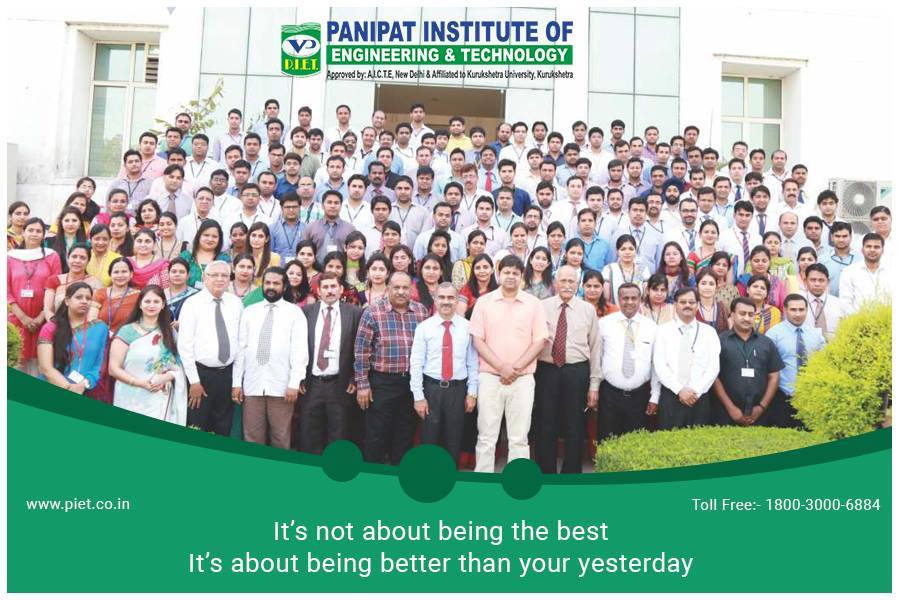 PANIPAT INSTITUTE OF
ENGINEERING & TECHNOLOGY
P.I.E.T.
Approved by: A.I.C.T.E, New Delhi & Affiliated to Kurukshetra University, Kurukshetra
www.piet.co.in
Toll Free:- 1800-3000-6884
It's not about being the best
It's about being better than your yesterday